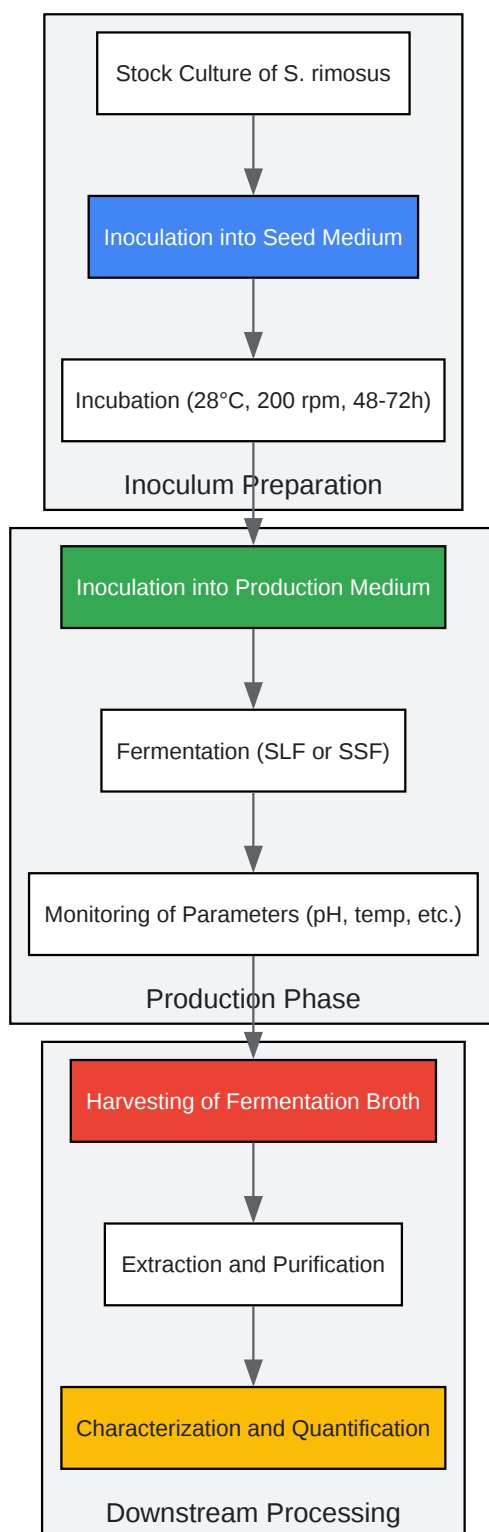 Stock Culture of S. rimosus
Inoculation into Seed Medium
Incubation (28°C, 200 rpm, 48-72h)
Inoculum Preparation
Inoculation into Production Medium
Fermentation (SLF or SSF)
Monitoring of Parameters (pH, temp, etc.)
Production Phase
Harvesting of Fermentation Broth
Extraction and Purification
Characterization and Quantification
Downstream Processing